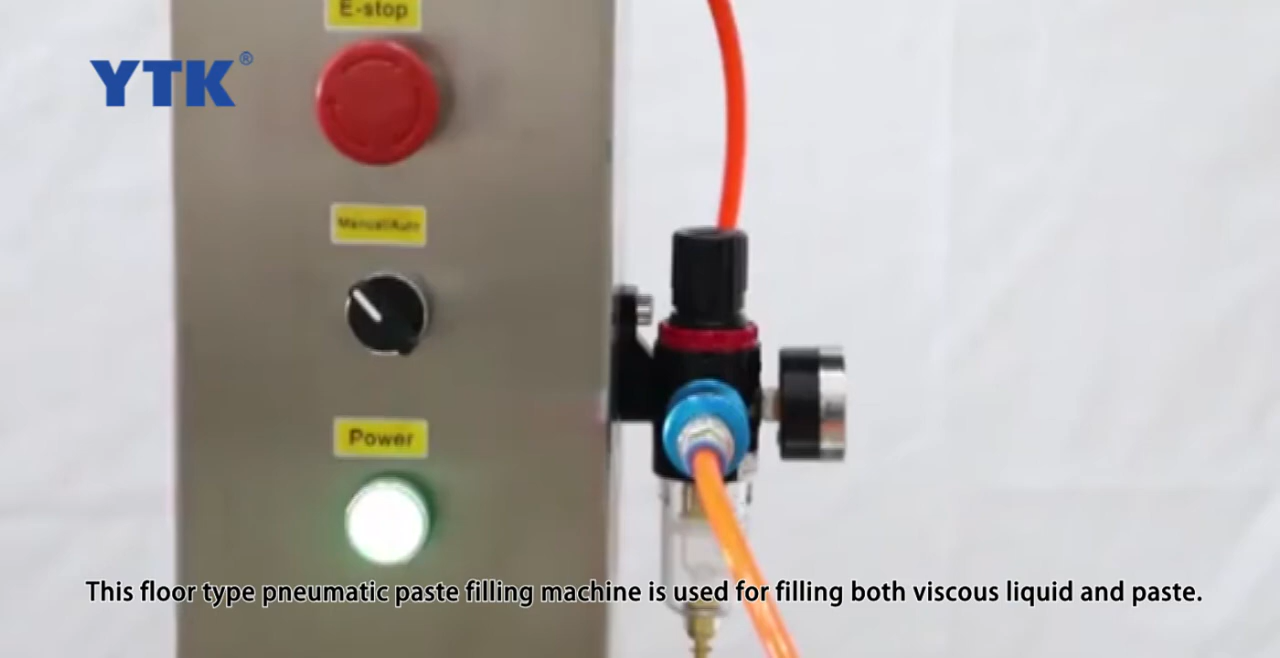 E-stop
YTK®
Manual/Auto
Power
This floor type pneumatic paste filling machine is used for filling both viscous liquid and paste.